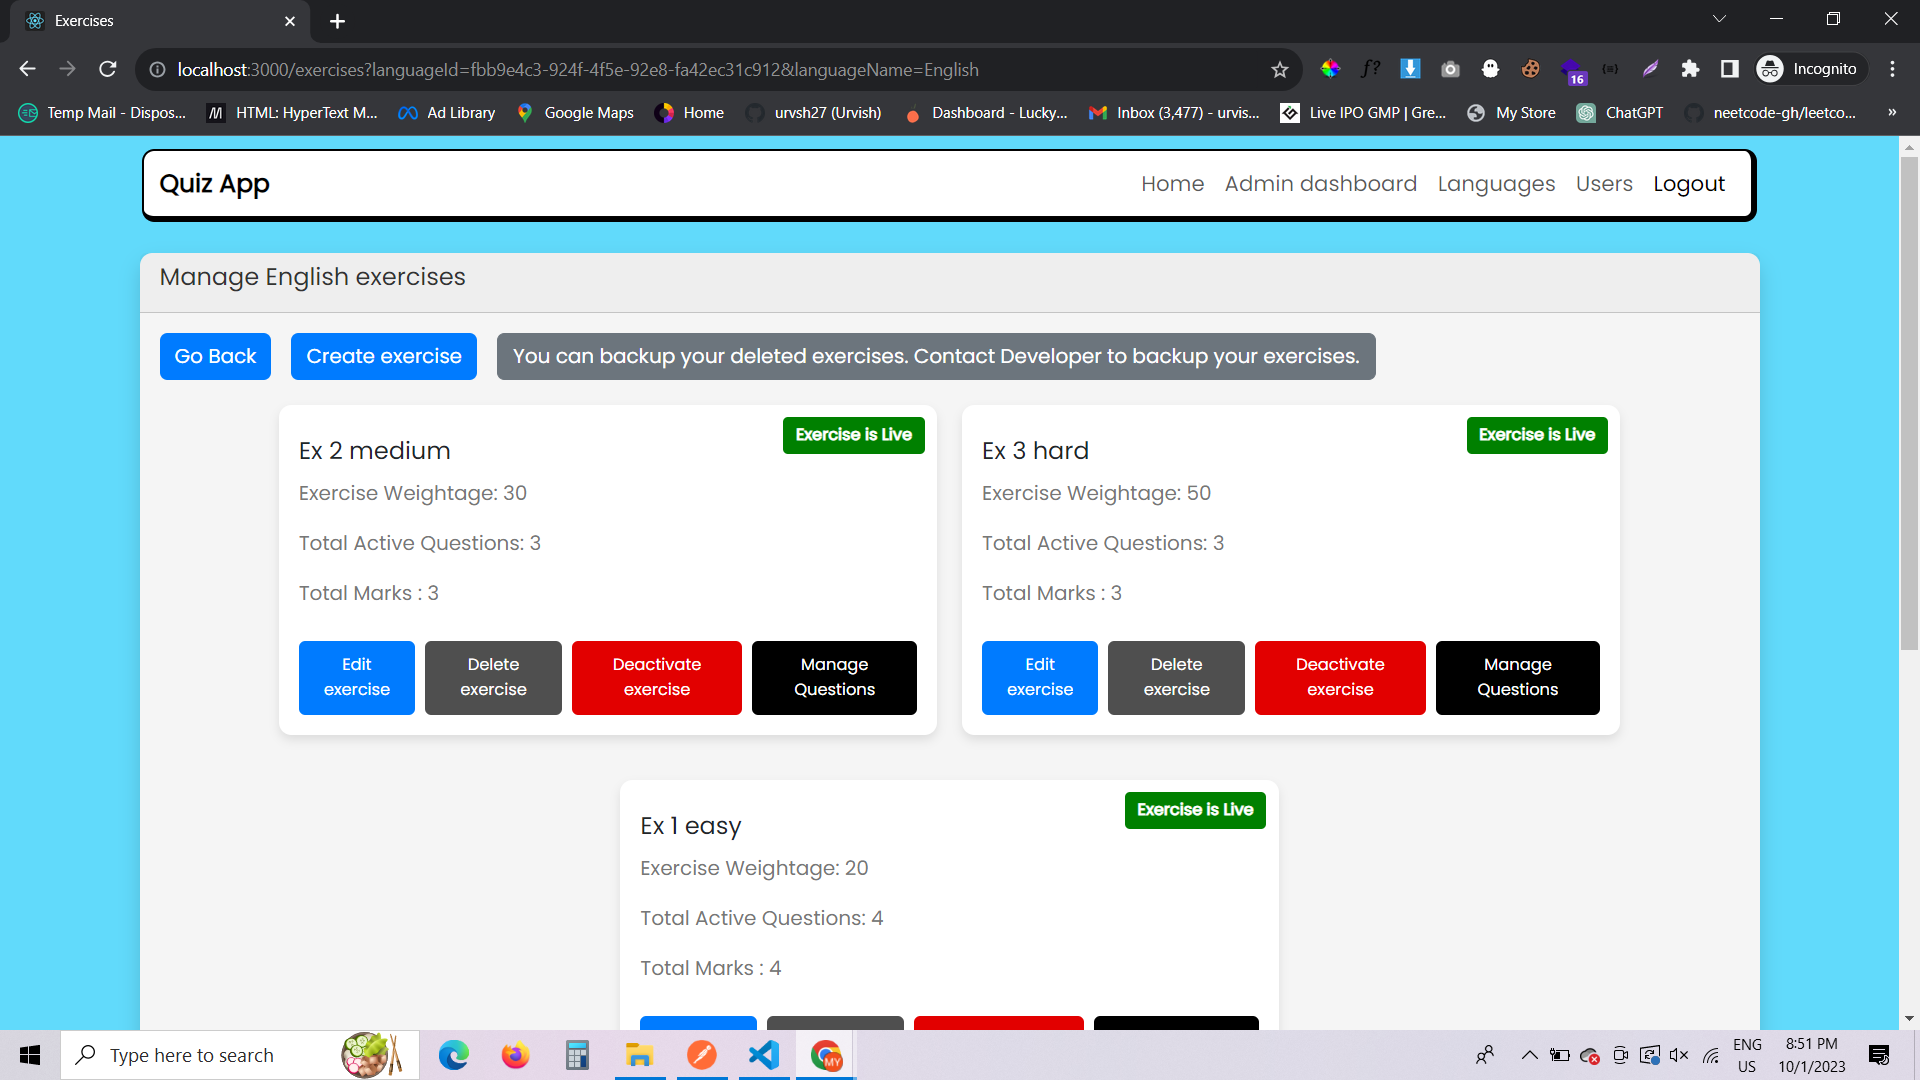 Exercises
localhost:3000/exercises?languageId=fbb9e4c3-924f-4f5e-92e8-fa42ec31c912&languageName=English
f?
16
Incognito
Temp Mail - Dispos...
HTML: HyperText M...
Ad Library
Google Maps
Home
urvsh27 (Urvish)
Dashboard - Lucky...
Inbox (3,477) - urvis...
Live IPO GMP | Gre...
My Store
ChatGPT
neetcode-gh/leetco...
»
Quiz App
Home
Admin dashboard
Languages
Users
Logout
Manage English exercises
Go Back
Create exercise
You can backup your deleted exercises. Contact Developer to backup your exercises.
Exercise is Live
Ex 2 medium
Exercise Weightage: 30
Total Active Questions: 3
Total Marks : 3
Edit
exercise
Delete
exercise
Deactivate
exercise
Manage
Questions
Exercise is Live
Ex 3 hard
Exercise Weightage: 50
Total Active Questions: 3
Total Marks : 3
Edit
exercise
Delete
exercise
Deactivate
exercise
Manage
Questions
Exercise is Live
Ex 1 easy
Exercise Weightage: 20
Total Active Questions: 4
Total Marks : 4
Type here to search
MY
ENG
US
8:51 PM
10/1/2023